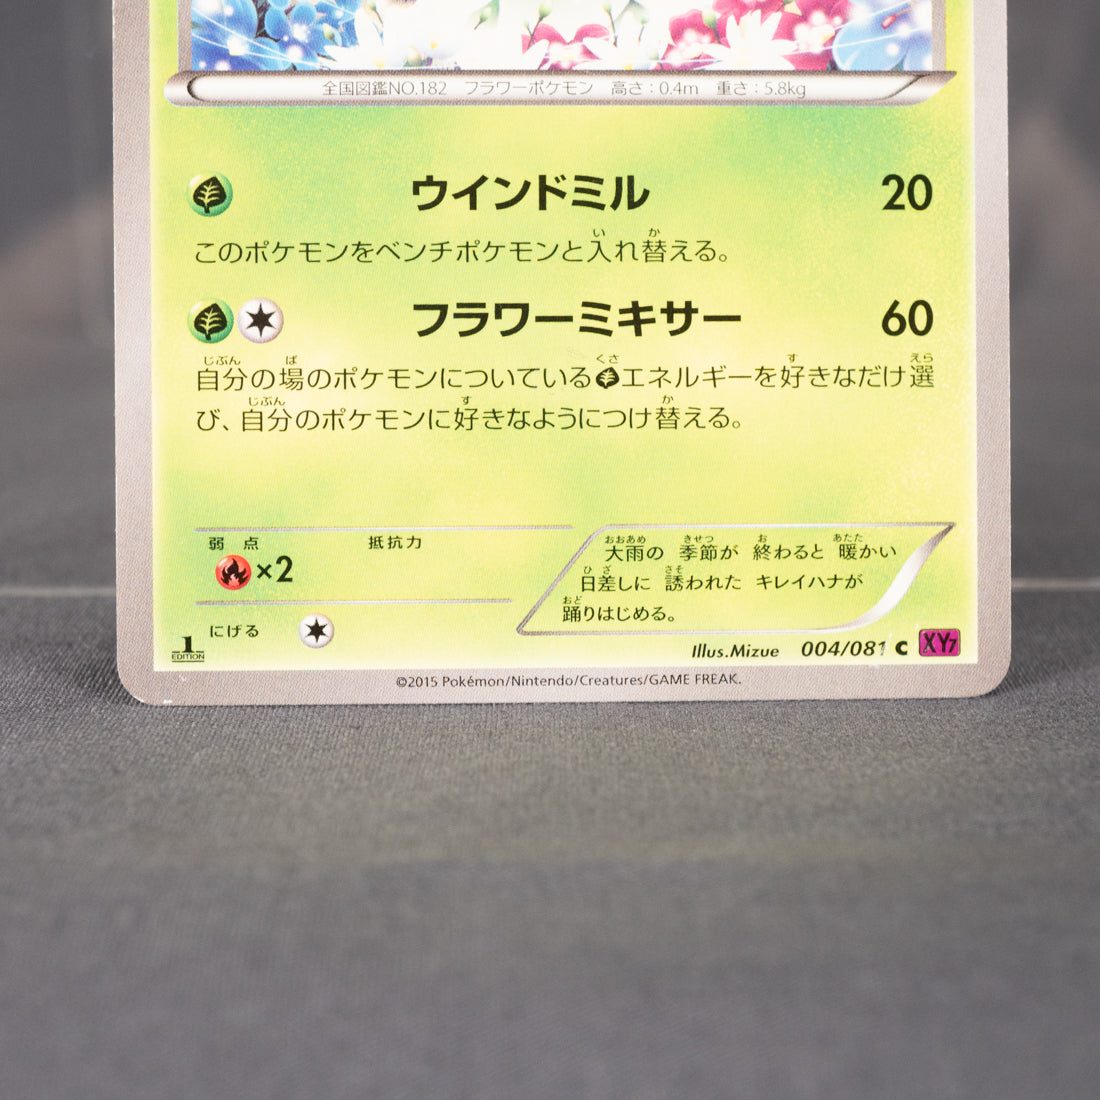 全国図鑑NO.182 フラワーポケモン 高さ：0.4m 重さ：5.8kg
ウインドミル 20
このポケモンをベンチポケモンと入れ替える。
フラワーミキサー 60
自分の場のポケモンについているエネルギーを好きなだけ選
び、自分のポケモンに好きなようにつけ替える。
弱点 抵抗力
×2
にげる
大雨の 季節が 終わると 暖かい
日差しに 誘われた キレイハナが
踊りはじめる。
1 EDITION
Illus.Mizue 004/081 C XY7
©2015 Pokémon/Nintendo/Creatures/GAME FREAK.